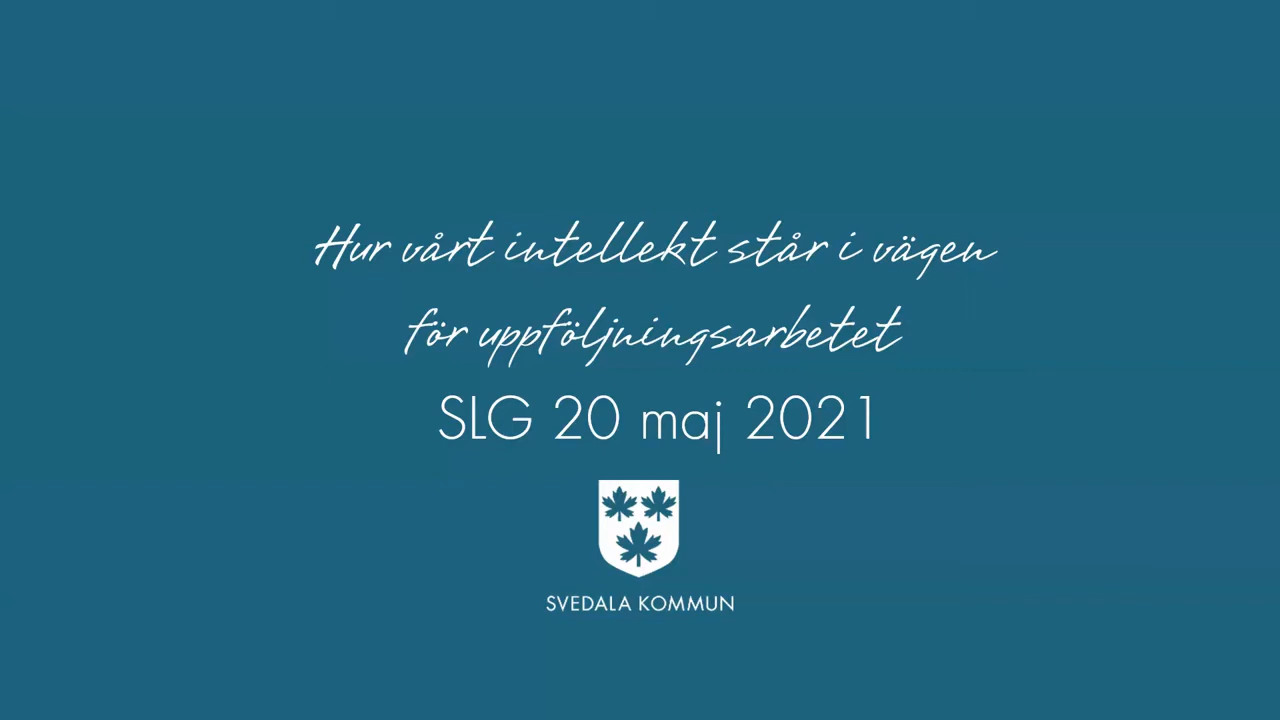 Hur vårt intellekt står i vägen
för uppföljningsarbetet
SLG 20 maj 2021
SVEDALA KOMMUN